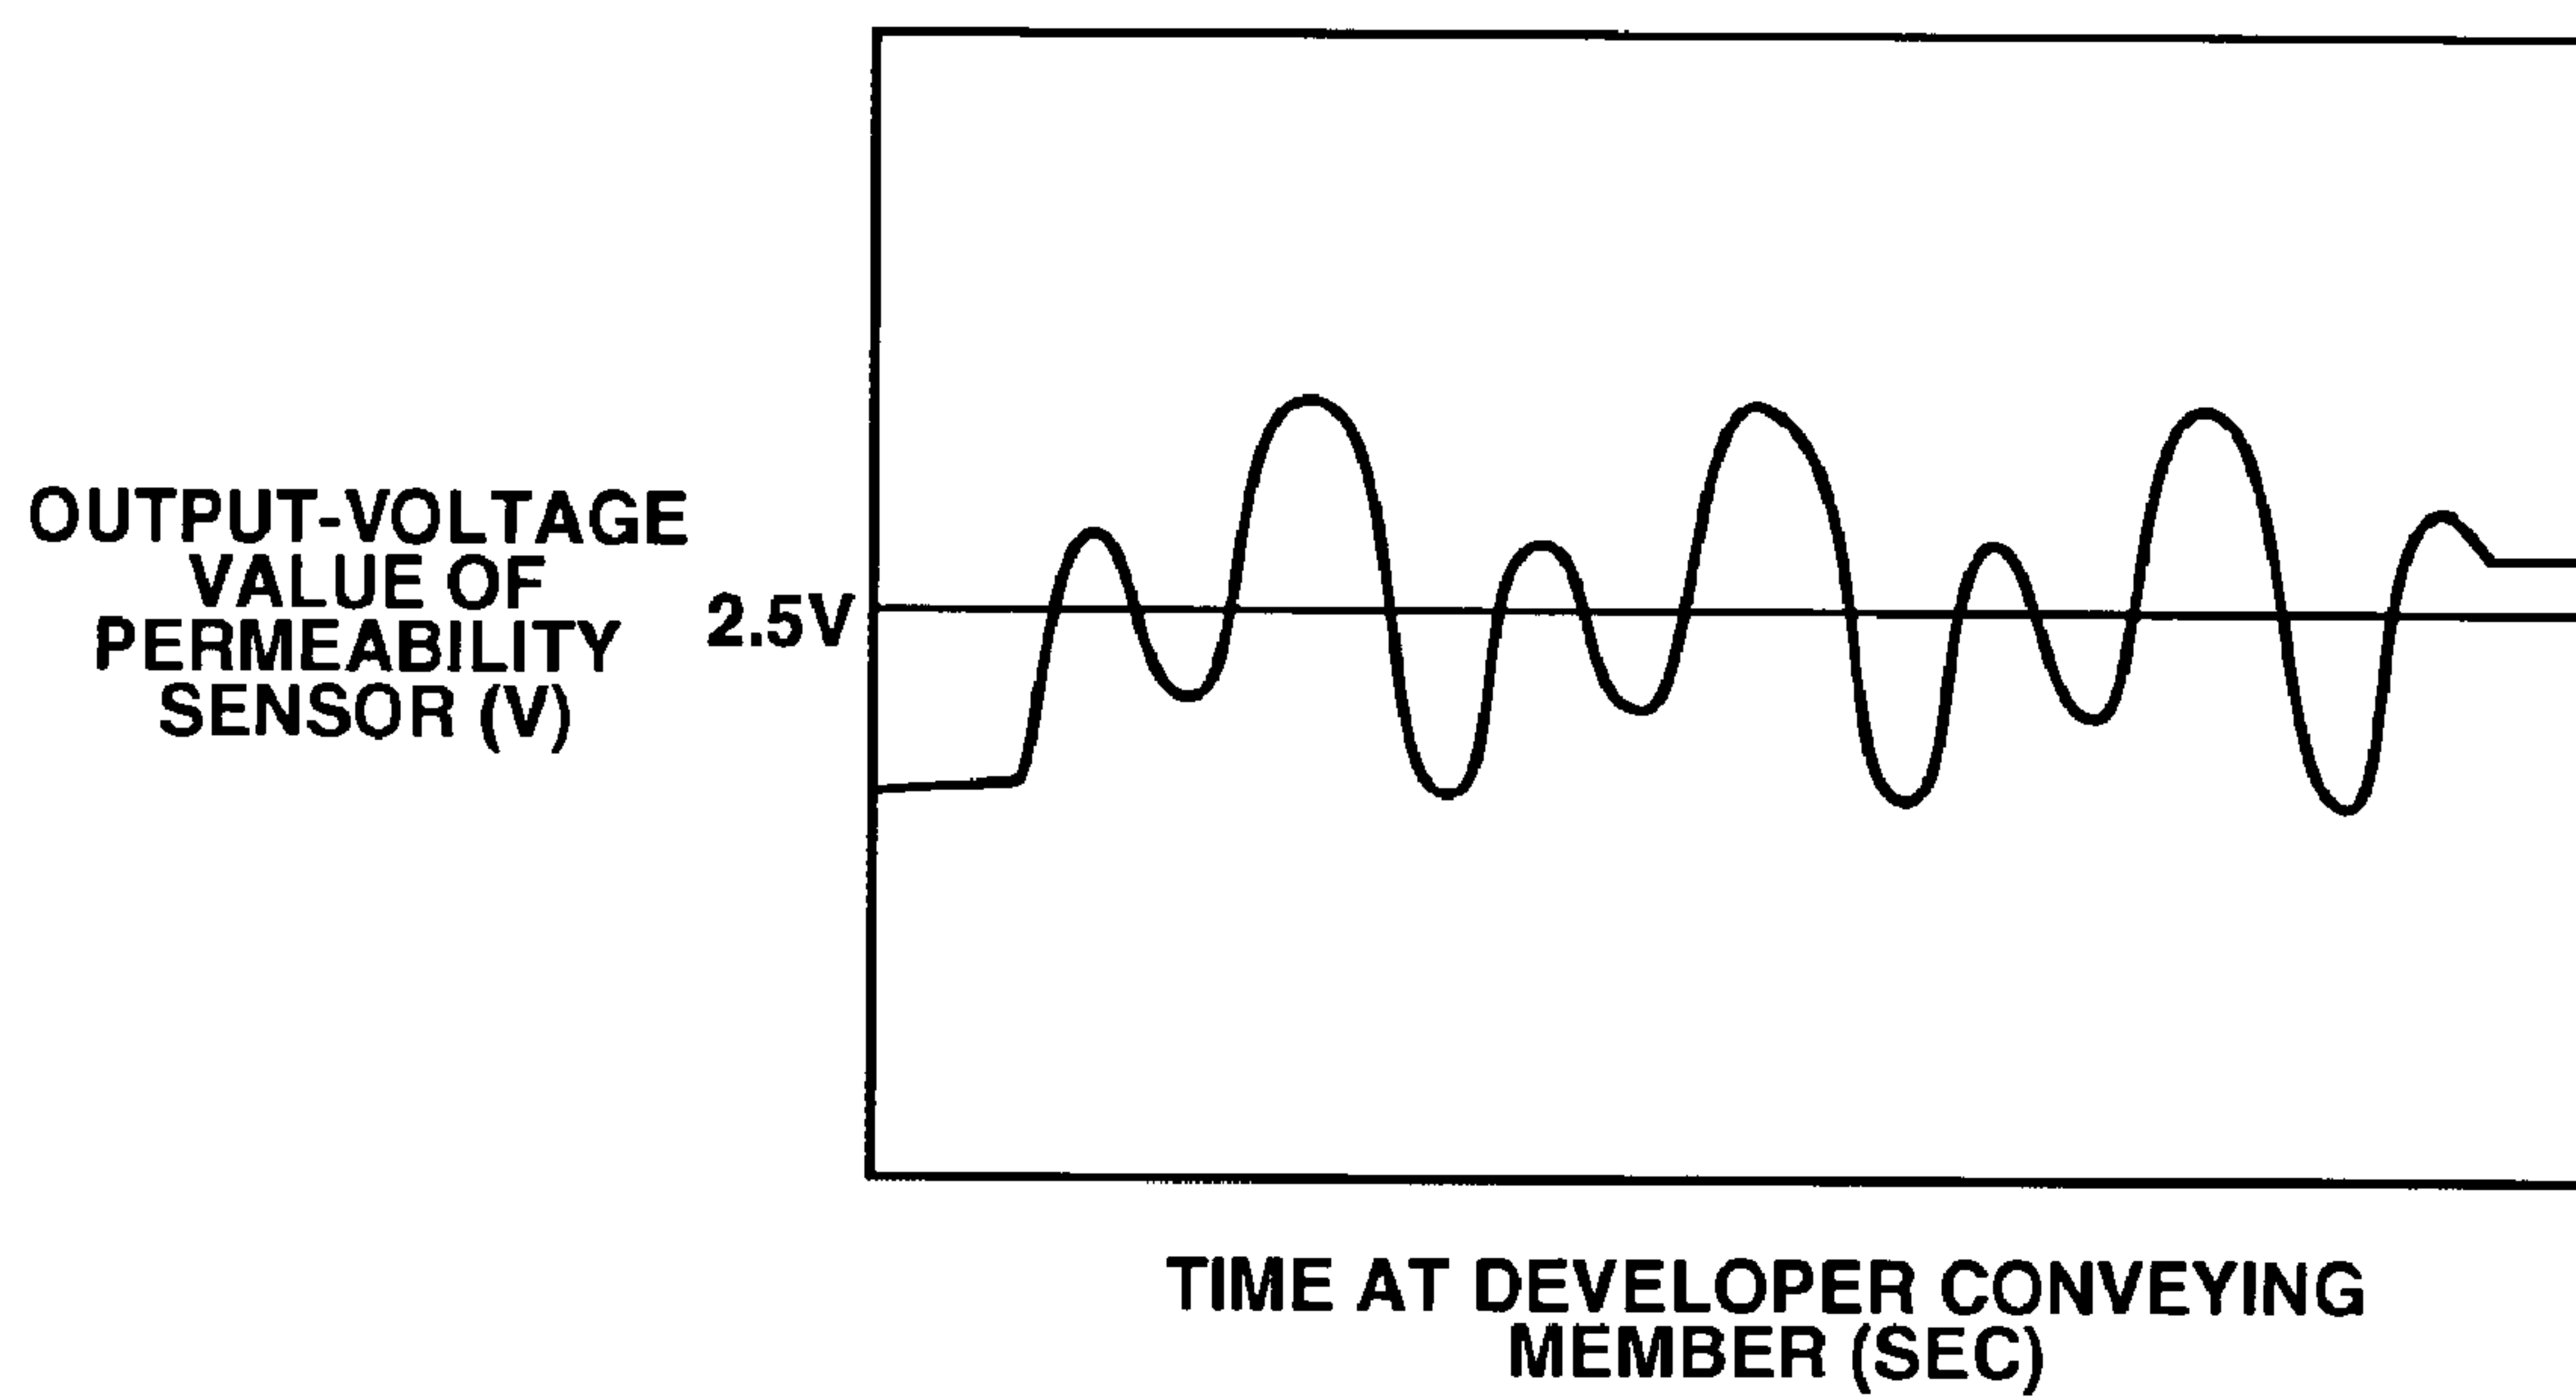 OUTPUT-VOLTAGE
VALUE OF
PERMEABILITY
SENSOR (V)
2.5V
TIME AT DEVELOPER CONVEYING
MEMBER (SEC)